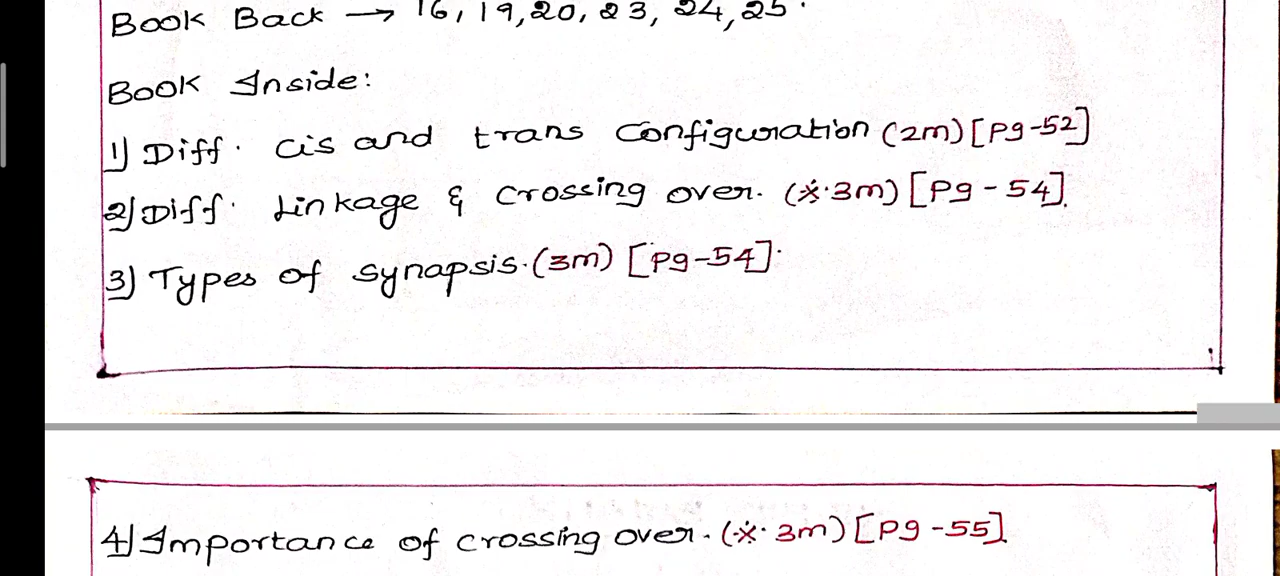 Book Back → 16, 19, 20, 23, 24, 25.
Book Inside:
1) Diff. cis and trans configuration (2m) [Pg-52]
2) Diff. Linkage & crossing over. (※.3m) [Pg - 54].
3) Types of synapsis. (3m) [Pg-54].
4) Importance of crossing over. (※. 3m) [Pg -55]